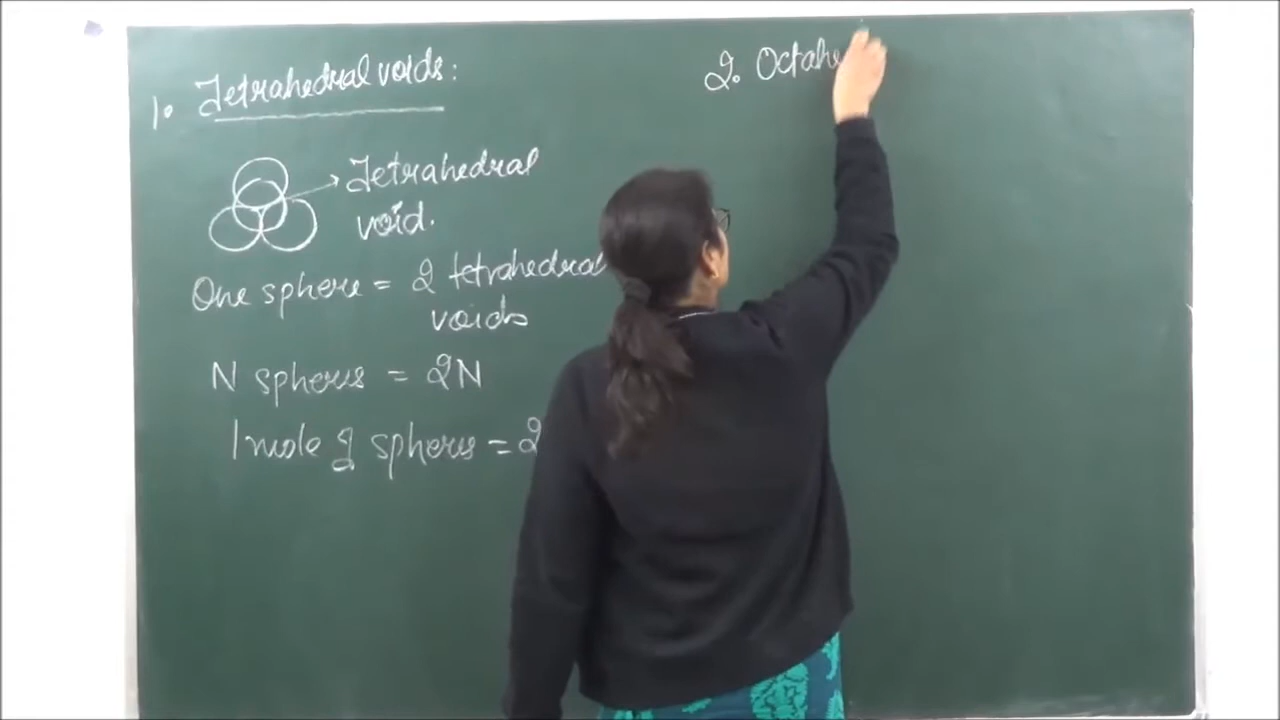 1. Tetrahedral voids:
Tetrahedral
void.
One sphere = 2 tetrahedral
voids
N spheres = 2N
1 mole of spheres = 2
2. Octahe